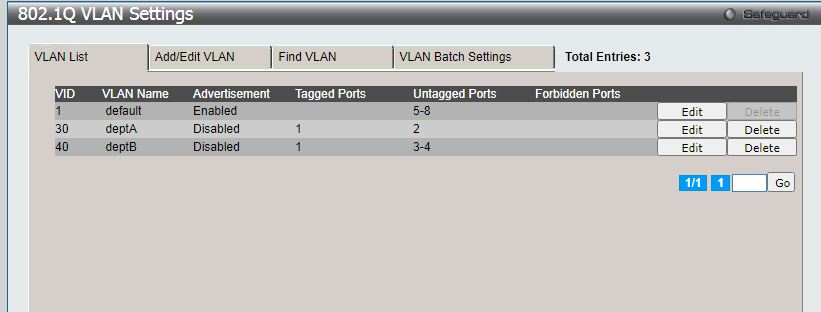 802.1Q VLAN Settings Safeguard
VLAN List Add/Edit VLAN Find VLAN VLAN Batch Settings Total Entries: 3
VID VLAN Name Advertisement Tagged Ports Untagged Ports Forbidden Ports
1 default Enabled 5-8 Edit Delete
30 deptA Disabled 1 2 Edit Delete
40 deptB Disabled 1 3-4 Edit Delete
1/1 1 Go